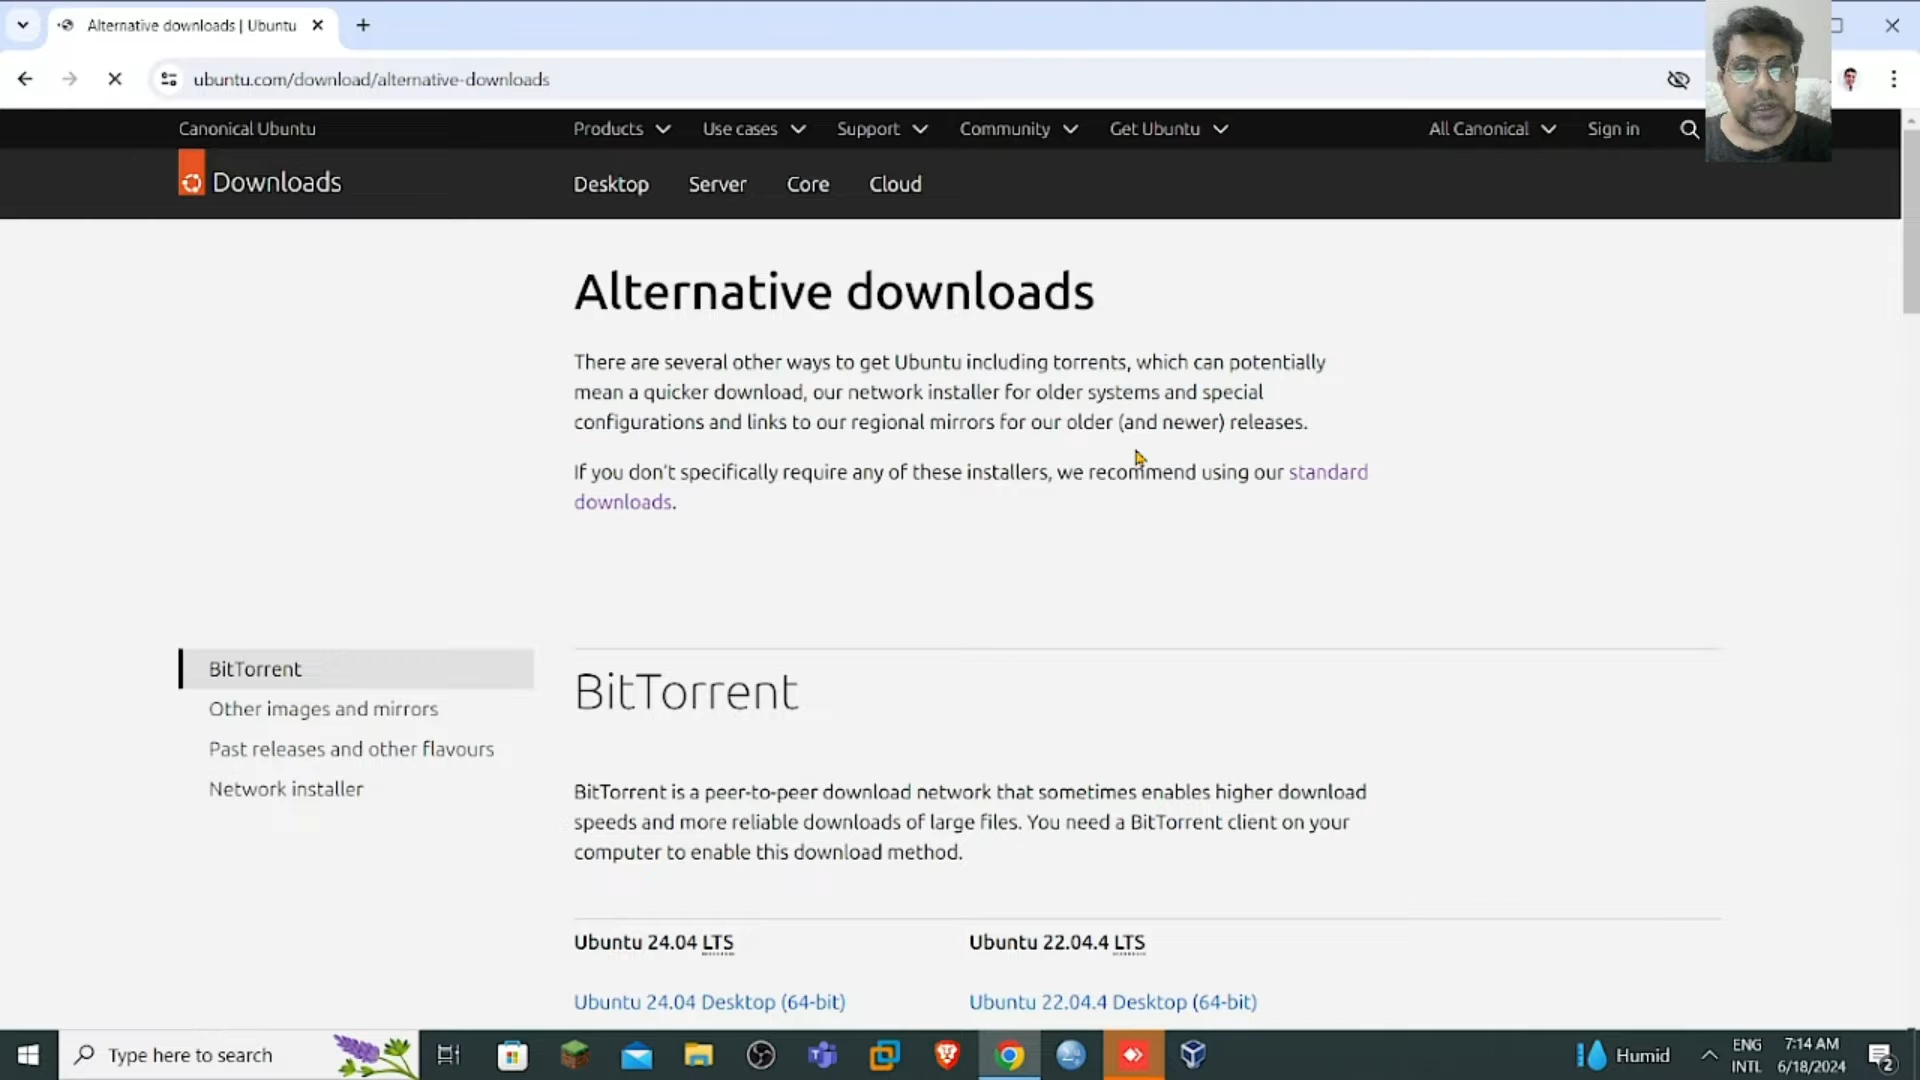 Alternative downloads | Ubuntu
ubuntu.com/download/alternative-downloads
Canonical Ubuntu Products Use cases Support Community Get Ubuntu All Canonical Sign in
Downloads Desktop Server Core Cloud
Alternative downloads
There are several other ways to get Ubuntu including torrents, which can potentially
mean a quicker download, our network installer for older systems and special
configurations and links to our regional mirrors for our older (and newer) releases.
If you don't specifically require any of these installers, we recommend using our standard
downloads.
BitTorrent
Other images and mirrors
Past releases and other flavours
Network installer
BitTorrent
BitTorrent is a peer-to-peer download network that sometimes enables higher download
speeds and more reliable downloads of large files. You need a BitTorrent client on your
computer to enable this download method.
Ubuntu 24.04 LTS Ubuntu 22.04.4 LTS
Ubuntu 24.04 Desktop (64-bit) Ubuntu 22.04.4 Desktop (64-bit)
Type here to search Humid ENG 7:14 AM
INTL 6/18/2024 2